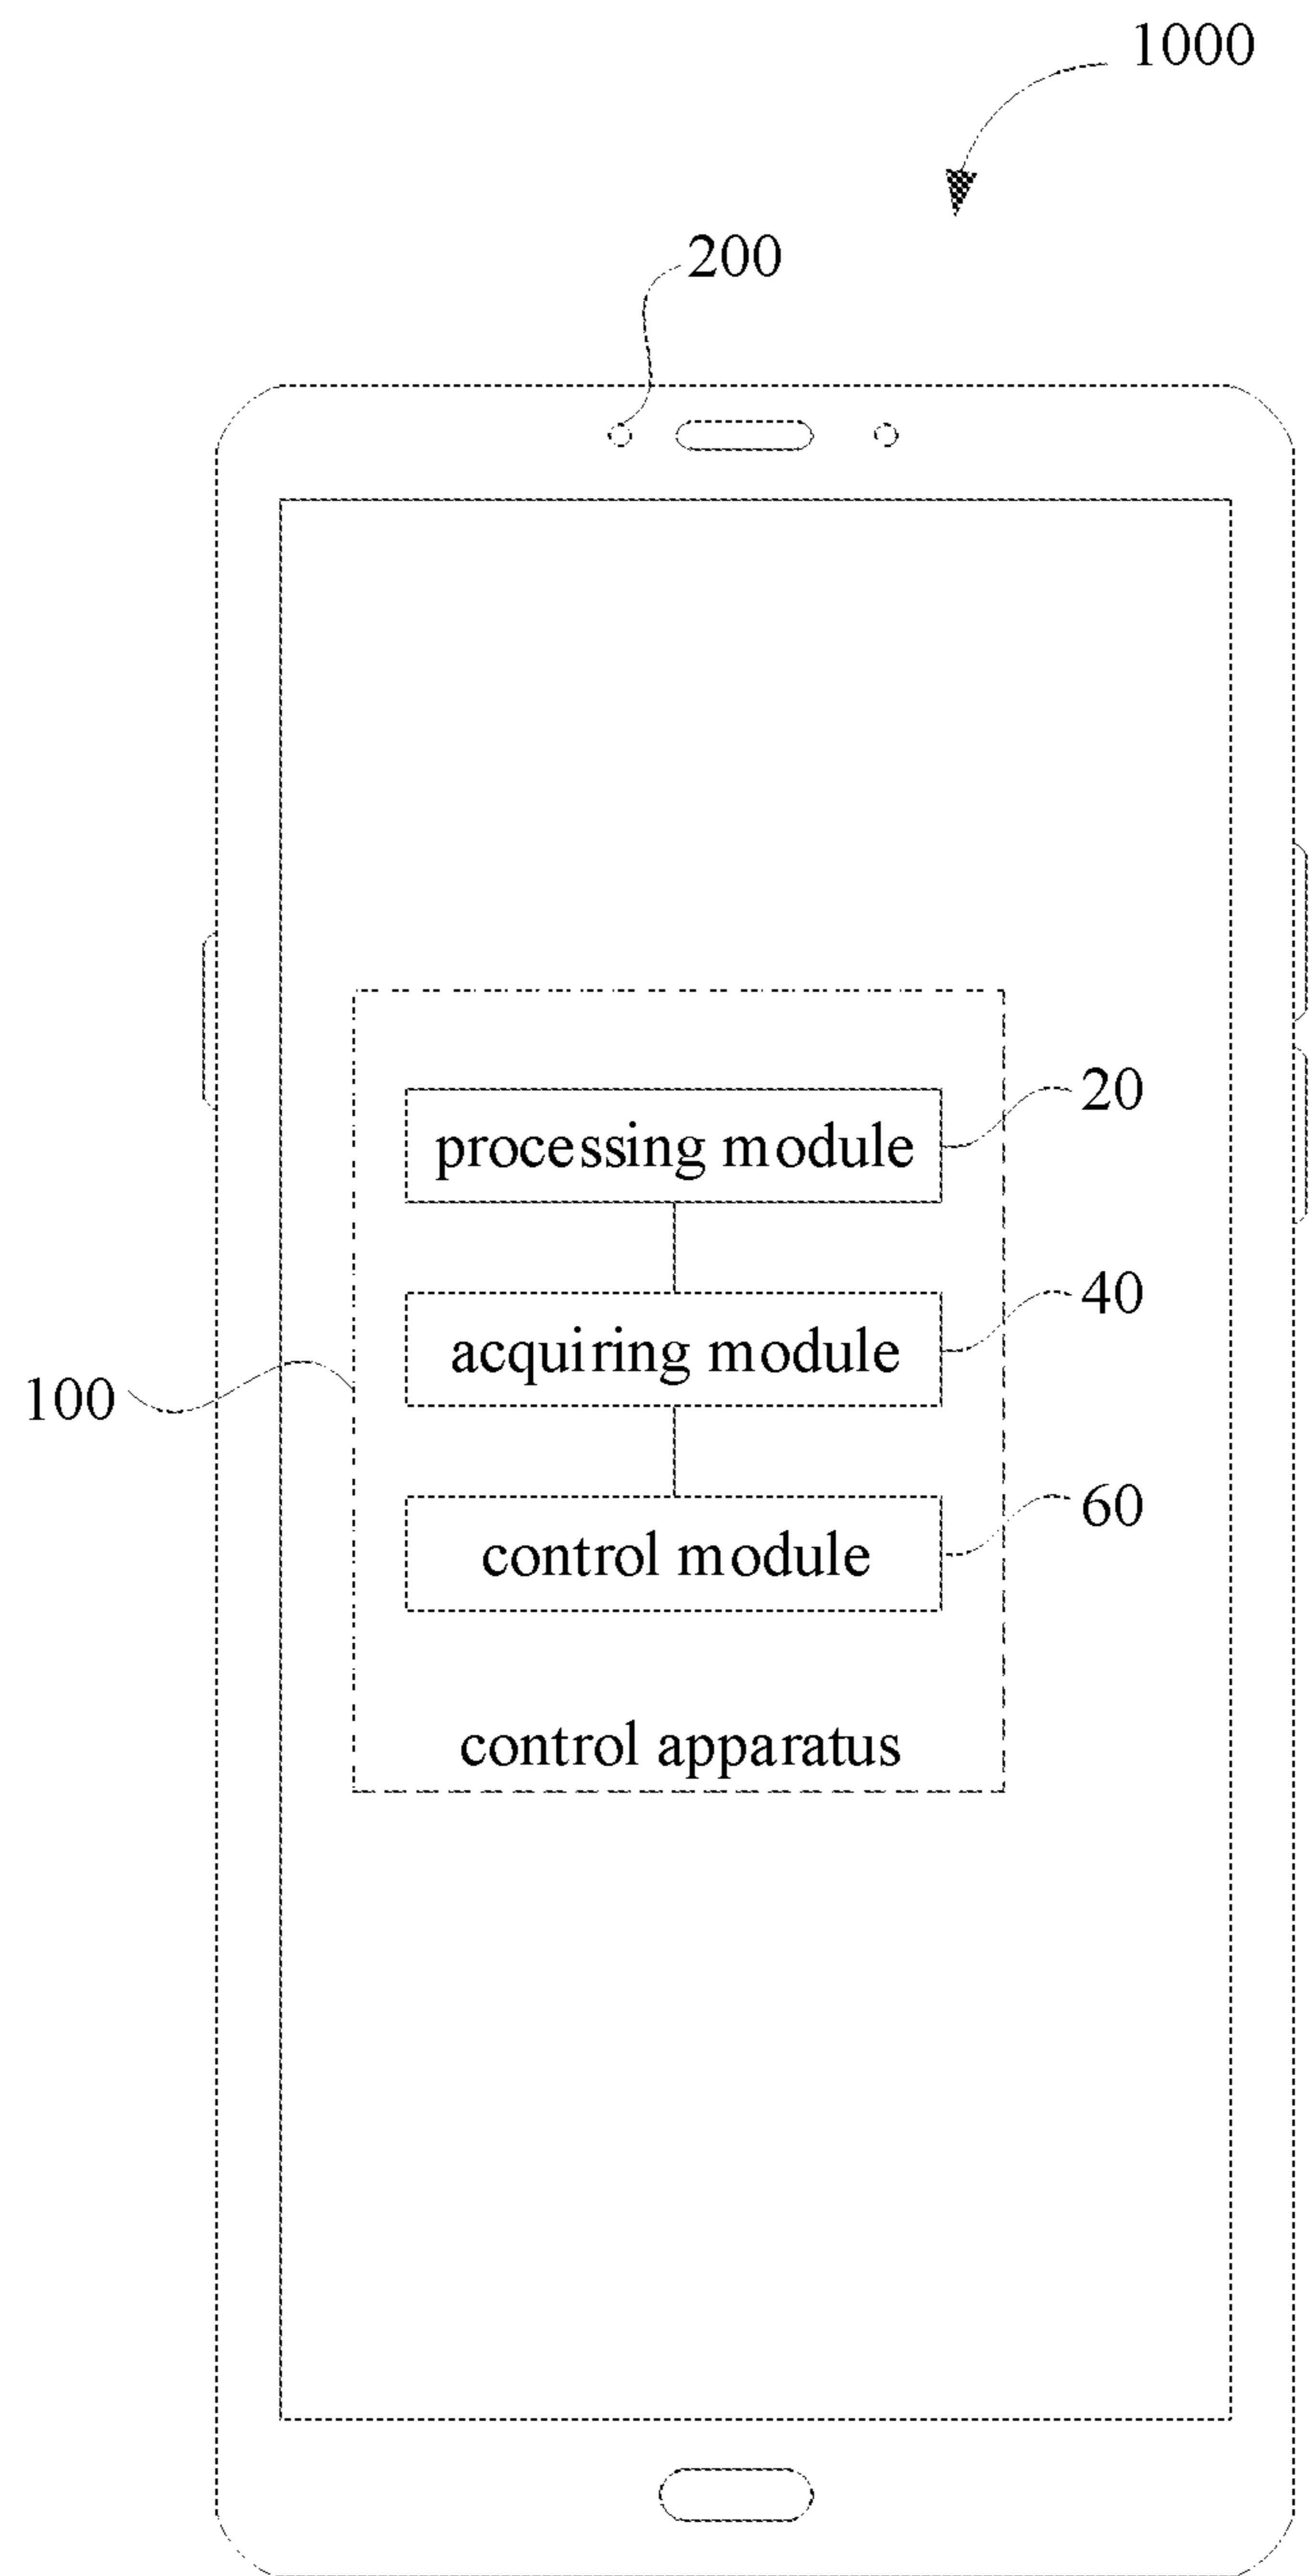 1000
200
processing module
20
acquiring module
40
100
control module
60
control apparatus